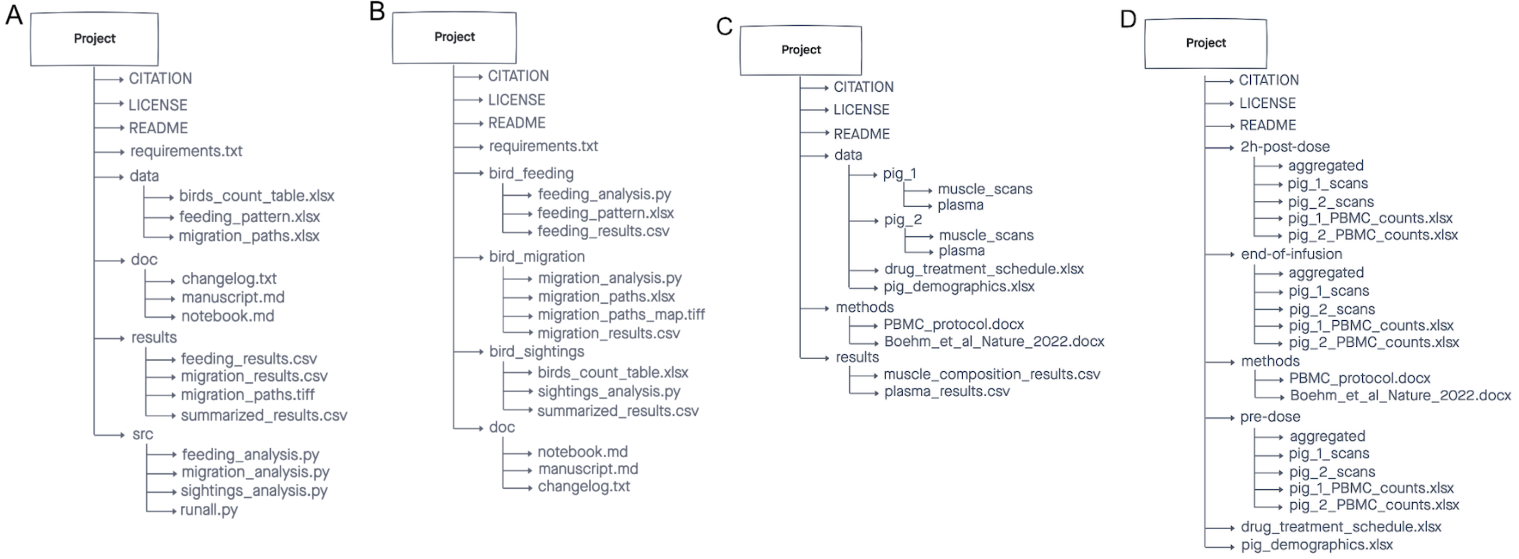 A
Project
CITATION
LICENSE
README
requirements.txt
data
birds_count_table.xlsx
feeding_pattern.xlsx
migration_paths.xlsx
doc
changelog.txt
manuscript.md
notebook.md
results
feeding_results.csv
migration_results.csv
migration_paths.tiff
summarized_results.csv
src
feeding_analysis.py
migration_analysis.py
sightings_analysis.py
runall.py
B
Project
CITATION
LICENSE
README
requirements.txt
bird_feeding
feeding_analysis.py
feeding_pattern.xlsx
feeding_results.csv
bird_migration
migration_analysis.py
migration_paths.xlsx
migration_paths_map.tiff
migration_results.csv
bird_sightings
birds_count_table.xlsx
sightings_analysis.py
summarized_results.csv
doc
notebook.md
manuscript.md
changelog.txt
C
Project
CITATION
LICENSE
README
data
pig_1
muscle_scans
plasma
pig_2
muscle_scans
plasma
drug_treatment_schedule.xlsx
pig_demographics.xlsx
methods
PBMC_protocol.docx
Boehm_et_al_Nature_2022.docx
results
muscle_composition_results.csv
plasma_results.csv
D
Project
CITATION
LICENSE
README
2h-post-dose
aggregated
pig_1_scans
pig_2_scans
pig_1_PBMC_counts.xlsx
pig_2_PBMC_counts.xlsx
end-of-infusion
aggregated
pig_1_scans
pig_2_scans
pig_1_PBMC_counts.xlsx
pig_2_PBMC_counts.xlsx
methods
PBMC_protocol.docx
Boehm_et_al_Nature_2022.docx
pre-dose
aggregated
pig_1_scans
pig_2_scans
pig_1_PBMC_counts.xlsx
pig_2_PBMC_counts.xlsx
drug_treatment_schedule.xlsx
pig_demographics.xlsx